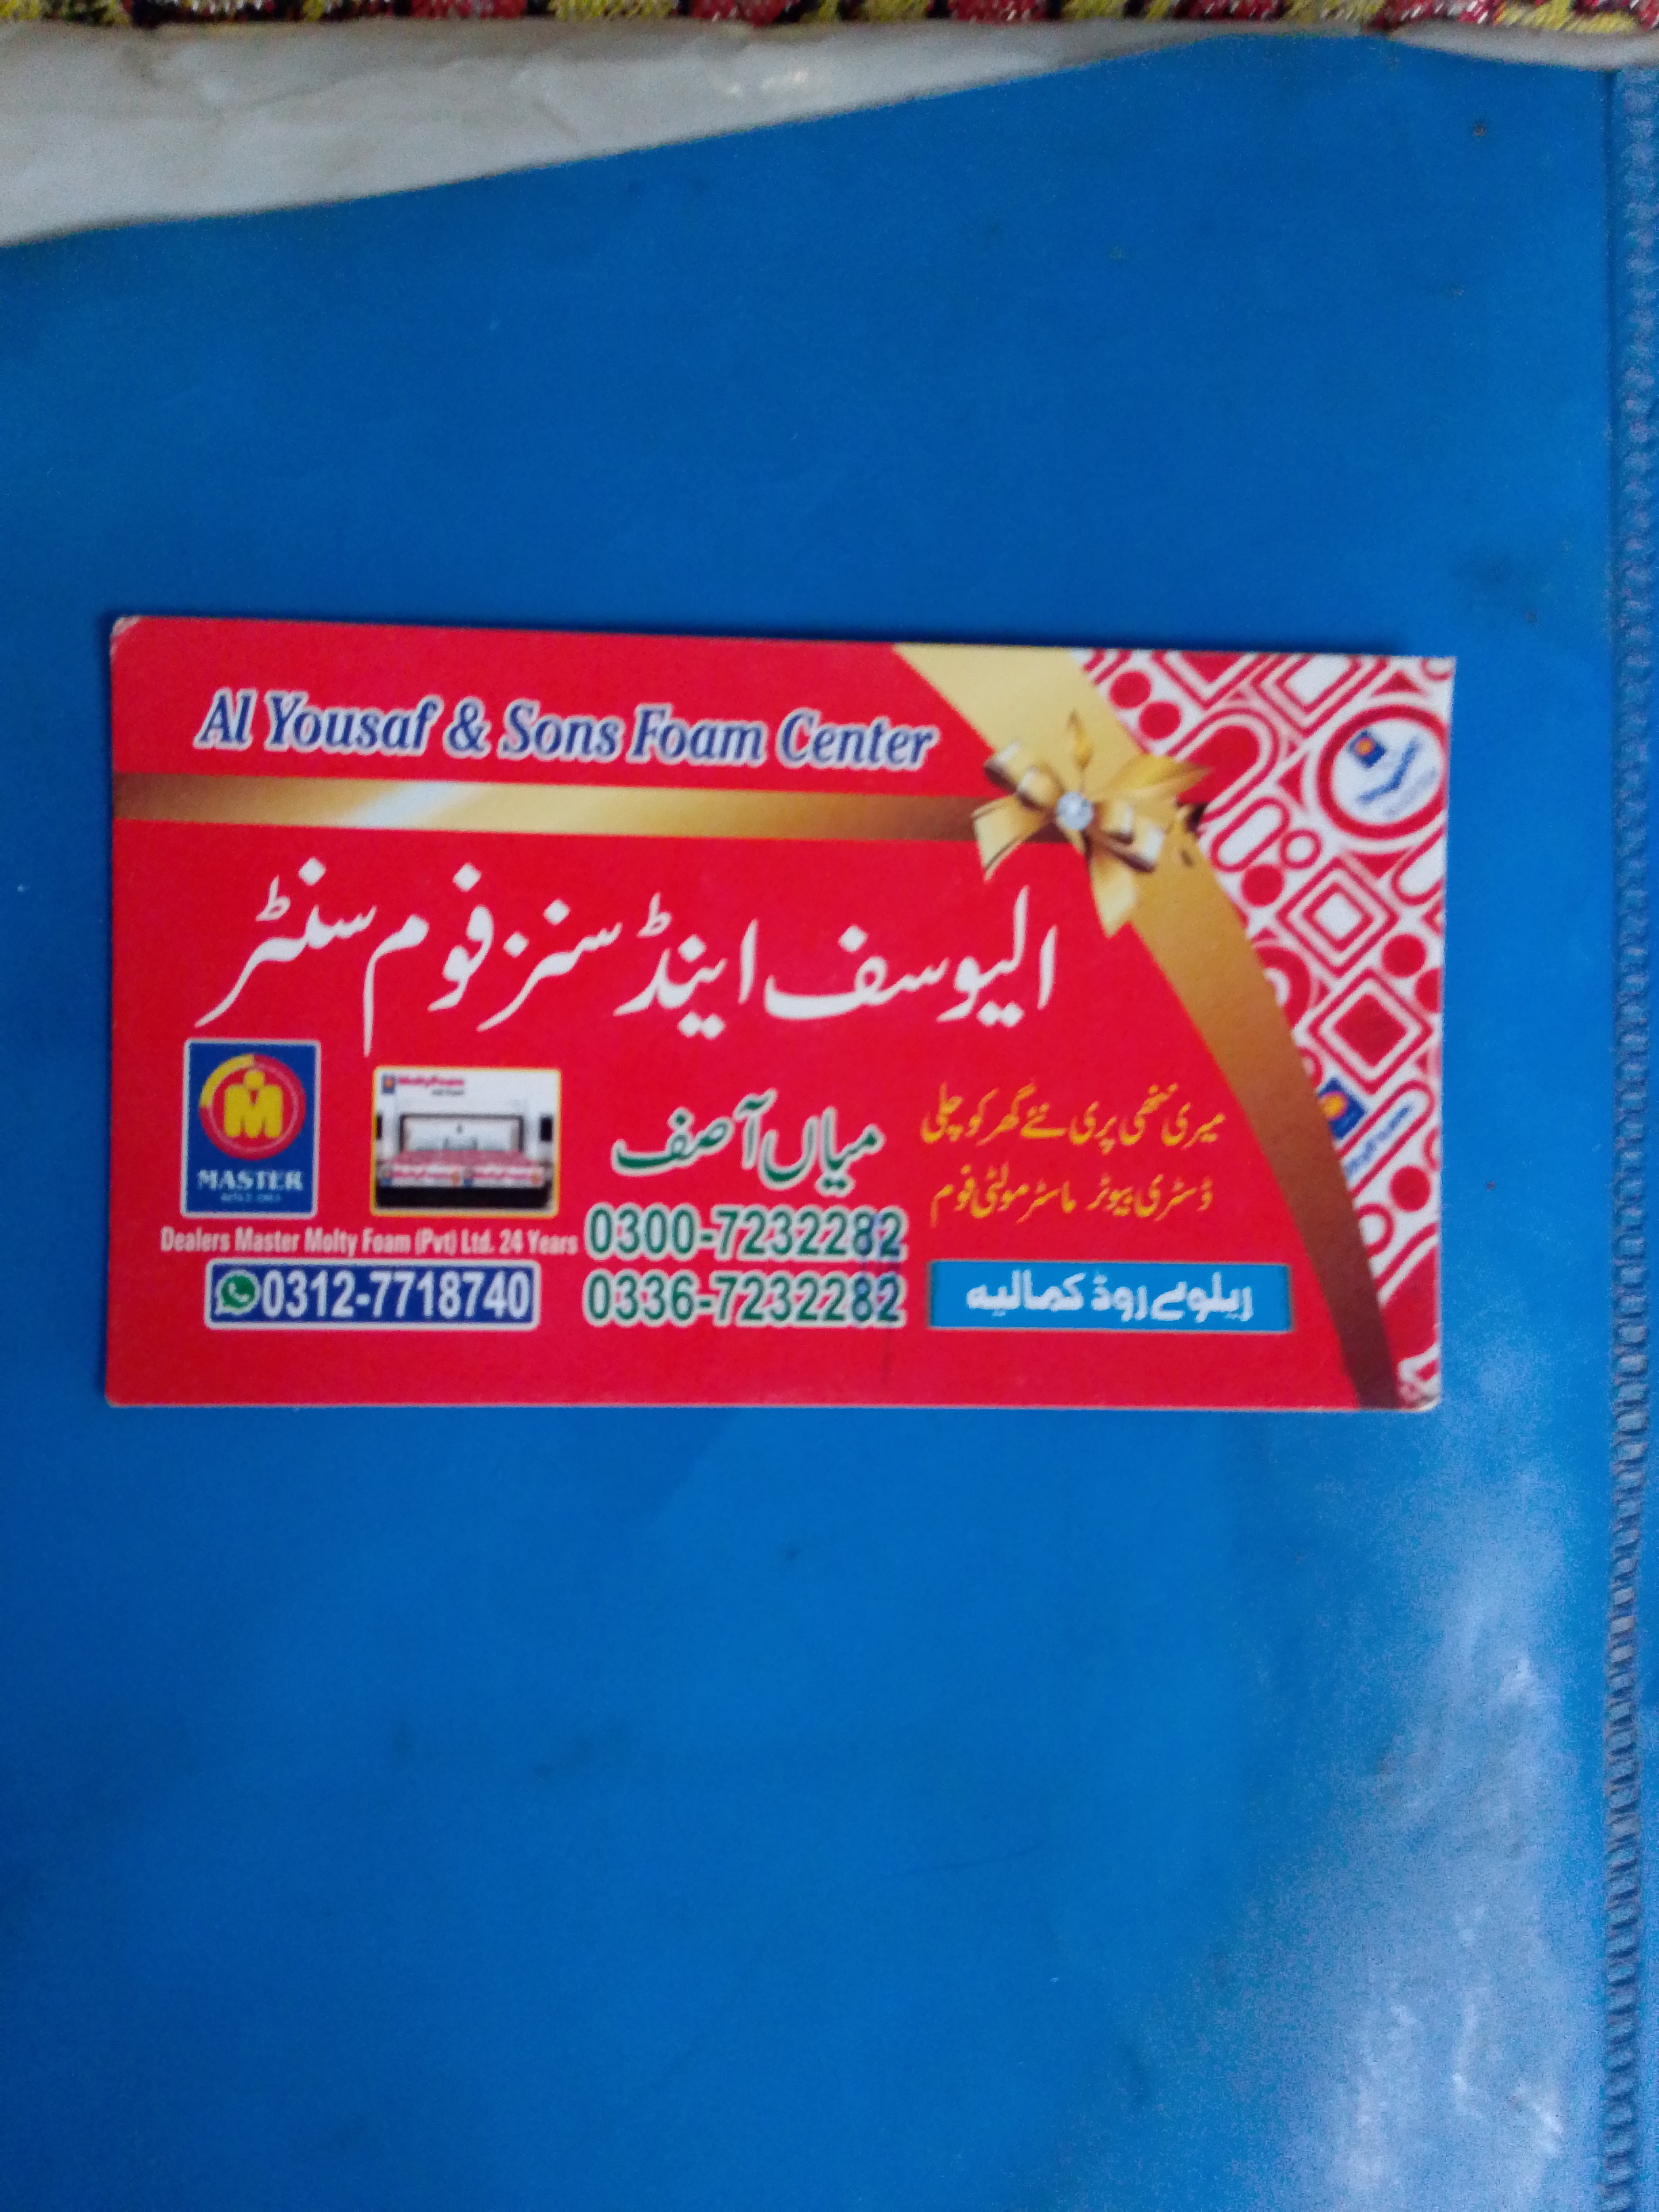 Al Yousaf & Sons Foam Center
الیوسف اینڈ سنز فوم سنٹر
MASTER
MoltyFoam
میاں آصف
میری ننھی پری نئے گھر کو چلی
ڈسٹری بیوٹر ماسٹر مولٹی فوم
Dealers Master Molty Foam (Pvt) Ltd. 24 Years
0300-7232282
0312-7718740
0336-7232282
ریلوے روڈ کمالیہ